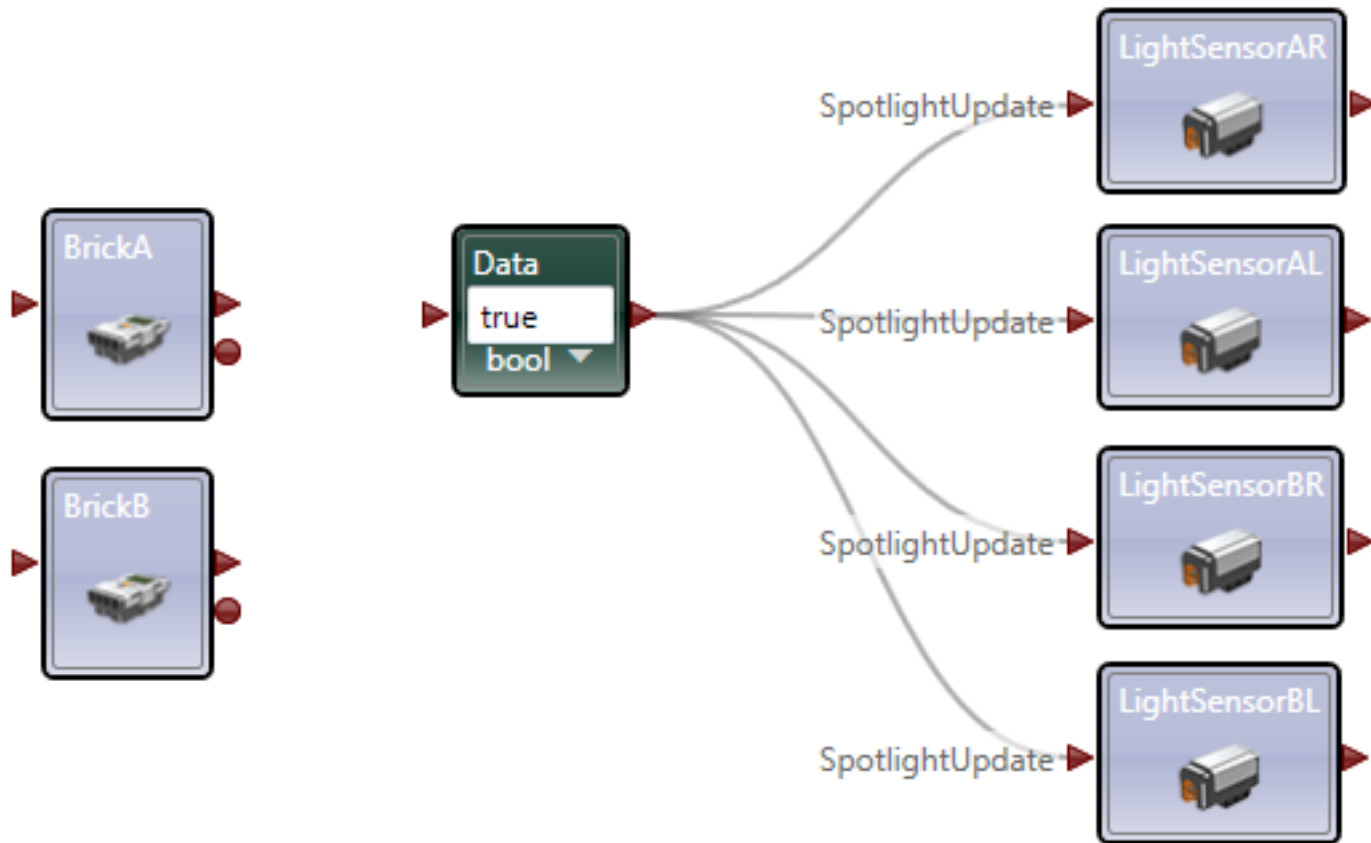 LightSensorAR
SpotlightUpdate
BrickA
Data
true
bool
LightSensorAL
SpotlightUpdate
BrickB
LightSensorBR
SpotlightUpdate
LightSensorBL
SpotlightUpdate